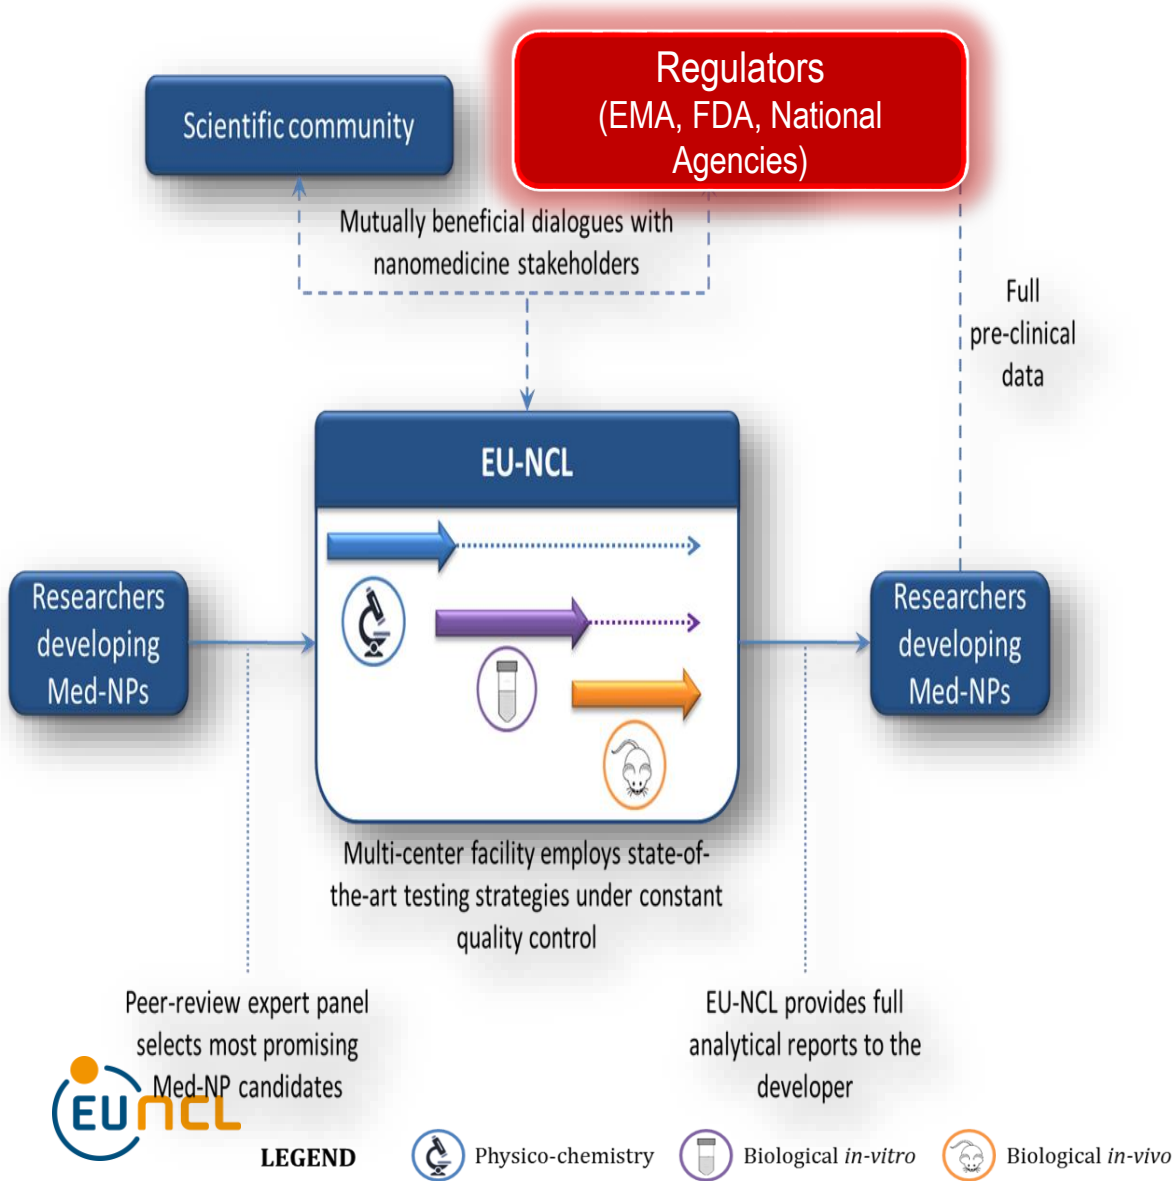 Scientific community
Regulators
(EMA, FDA, National
Agencies)
Mutually beneficial dialogues with
nanomedicine stakeholders
Full
pre-clinical
data
EU-NCL
Researchers
developing
Med-NPs
Researchers
developing
Med-NPs
Multi-center facility employs state-of-
the-art testing strategies under constant
quality control
Peer-review expert panel
selects most promising
Med-NP candidates
EU-NCL provides full
analytical reports to the
developer
EUncl
LEGEND
Physico-chemistry
Biological in-vitro
Biological in-vivo